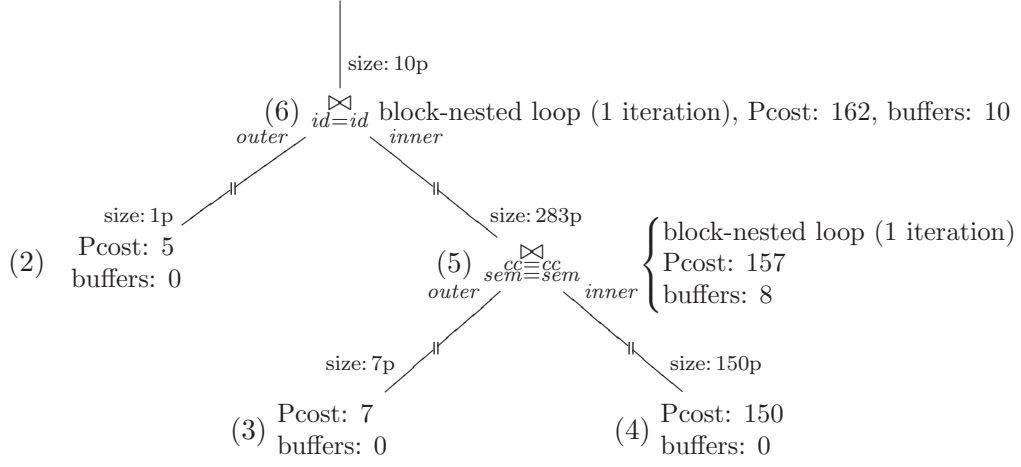 size: 10p
(6) ⋈ id=id block-nested loop (1 iteration), Pcost: 162, buffers: 10
outer inner
size: 1p
size: 283p
(2) Pcost: 5
buffers: 0
(5) ⋈ cc=cc
sem=sem
block-nested loop (1 iteration)
Pcost: 157
buffers: 8
outer inner
size: 7p
size: 150p
(3) Pcost: 7
buffers: 0
(4) Pcost: 150
buffers: 0